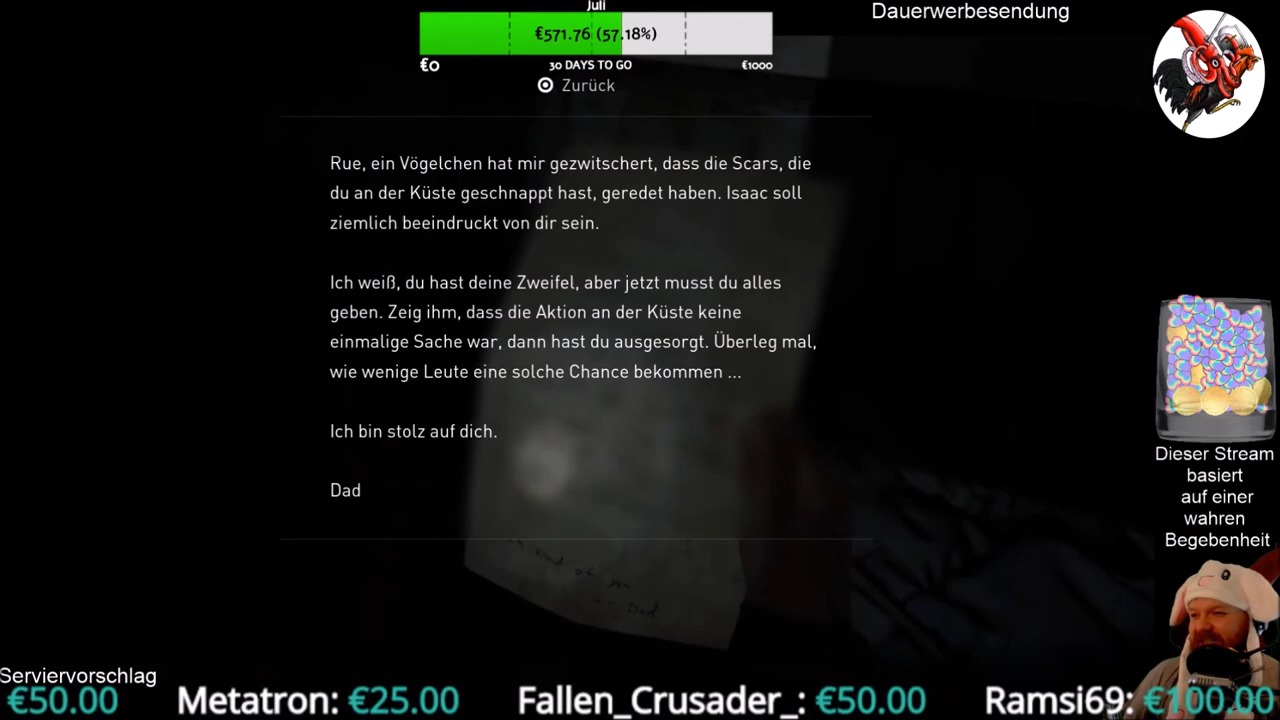 Juli
Dauerwerbesendung
€571.76 (57.18%)
€0
30 DAYS TO GO
€1000
Zurück
Rue, ein Vögelchen hat mir gezwitschert, dass die Scars, die
du an der Küste geschnappt hast, geredet haben. Isaac soll
ziemlich beeindruckt von dir sein.
Ich weiß, du hast deine Zweifel, aber jetzt musst du alles
geben. Zeig ihm, dass die Aktion an der Küste keine
einmalige Sache war, dann hast du ausgesorgt. Überleg mal,
wie wenige Leute eine solche Chance bekommen ...
Ich bin stolz auf dich.
Dad
Dieser Stream
basiert
auf einer
wahren
Begebenheit
Dad
Serviervorschlag
€50.00 Metatron: €25.00 Fallen_Crusader_: €50.00 Ramsi69: €100.00